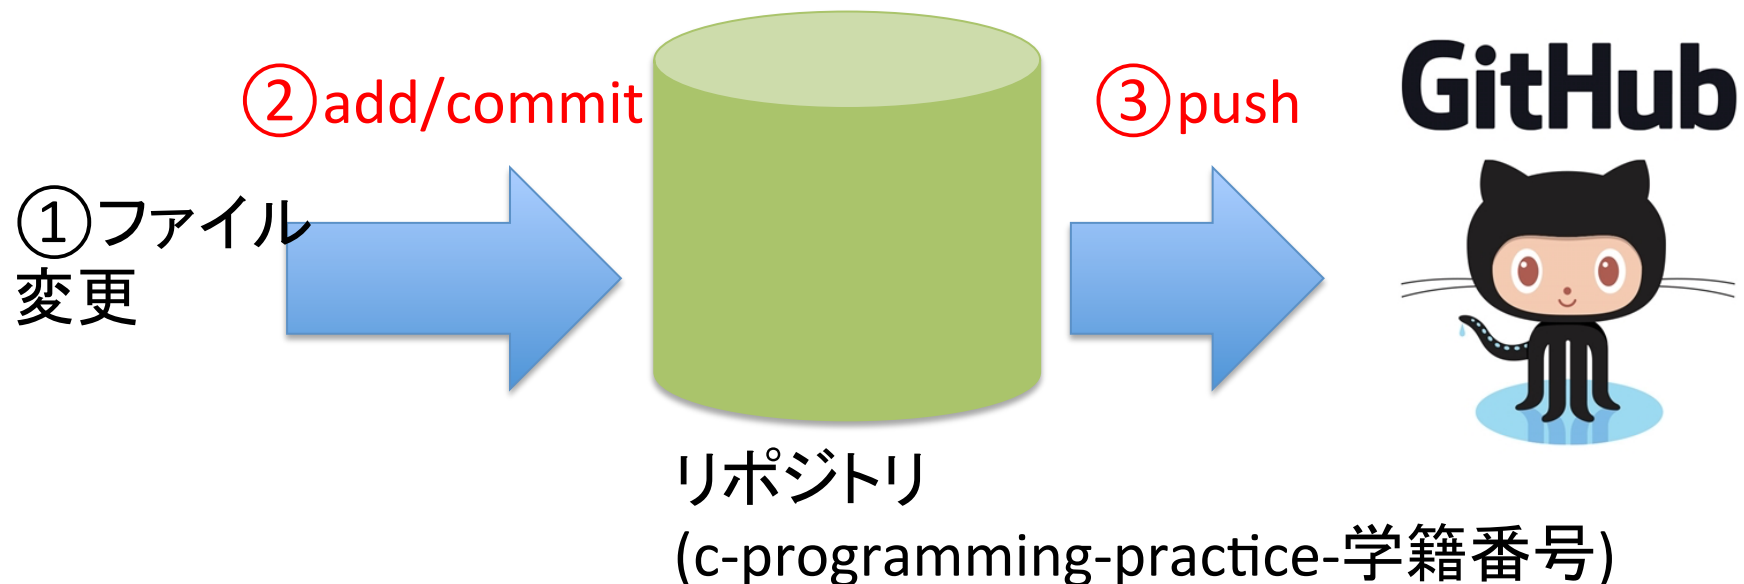 ②add/commit
③push
GitHub
①ファイル
変更
リポジトリ
(c-programming-practice-学籍番号)